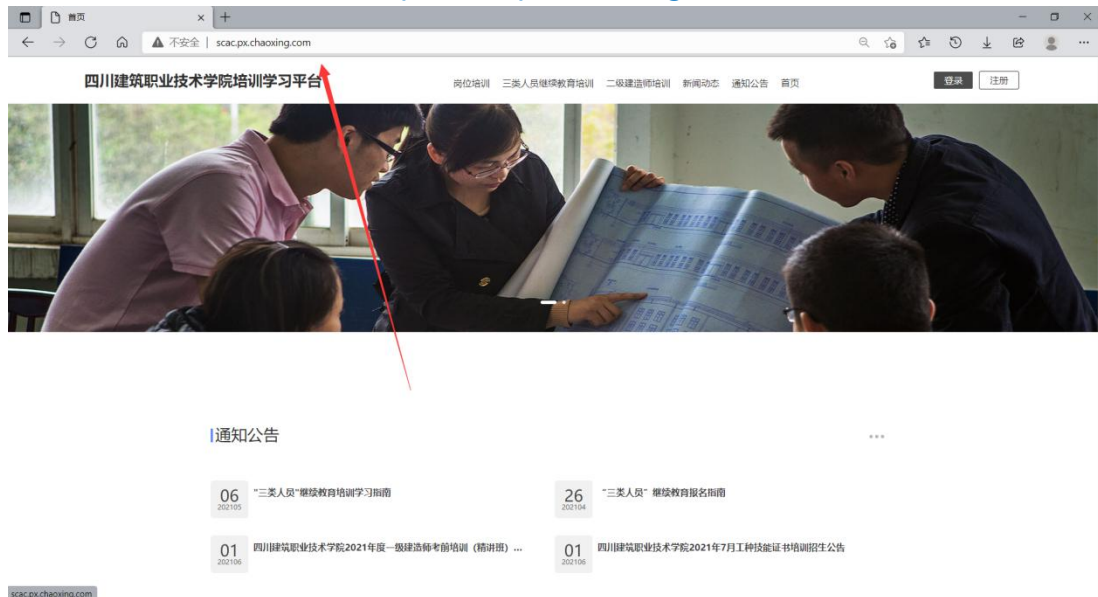 首页
不安全 | scac.px.chaoxing.com
四川建筑职业技术学院培训学习平台
岗位培训 三类人员继续教育培训 二级建造师培训 新闻动态 通知公告 首页
登录 注册
通知公告
06
202105
"三类人员"继续教育培训学习指南
26
202104
"三类人员" 继续教育报名指南
01
202106
四川建筑职业技术学院2021年度一级建造师考前培训 (精讲班) ...
01
202106
四川建筑职业技术学院2021年7月工种技能证书培训招生公告
scac.px.chaoxing.com